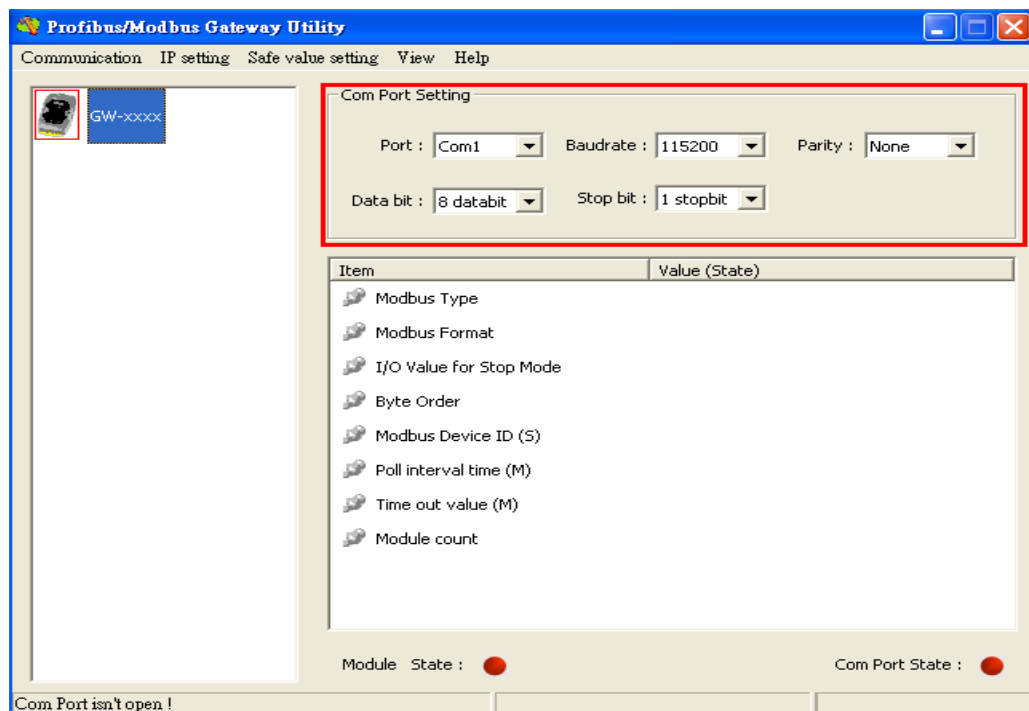 Profibus/Modbus Gateway Utility
Communication IP setting Safe value setting View Help
GW-xxxx
Com Port Setting
Port : Com1 Baudrate : 115200 Parity : None
Data bit : 8 databit Stop bit : 1 stopbit
Item Value (State)
Modbus Type
Modbus Format
I/O Value for Stop Mode
Byte Order
Modbus Device ID (S)
Poll interval time (M)
Time out value (M)
Module count
Module State : Com Port State :
Com Port isn't open !